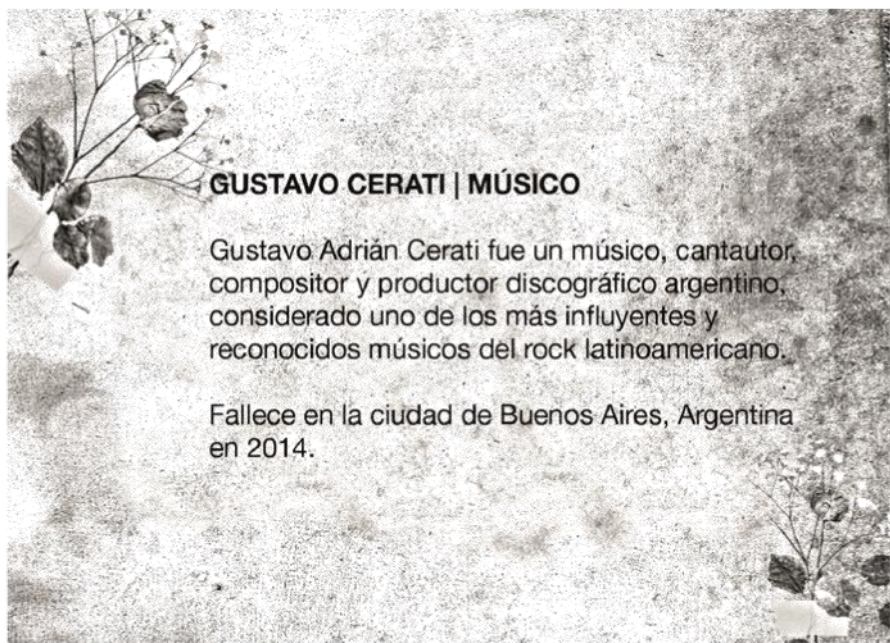 GUSTAVO CERATI | MÚSICO
Gustavo Adrián Cerati fue un músico, cantautor,
compositor y productor discográfico argentino,
considerado uno de los más influyentes y
reconocidos músicos del rock latinoamericano.
Fallece en la ciudad de Buenos Aires, Argentina
en 2014.